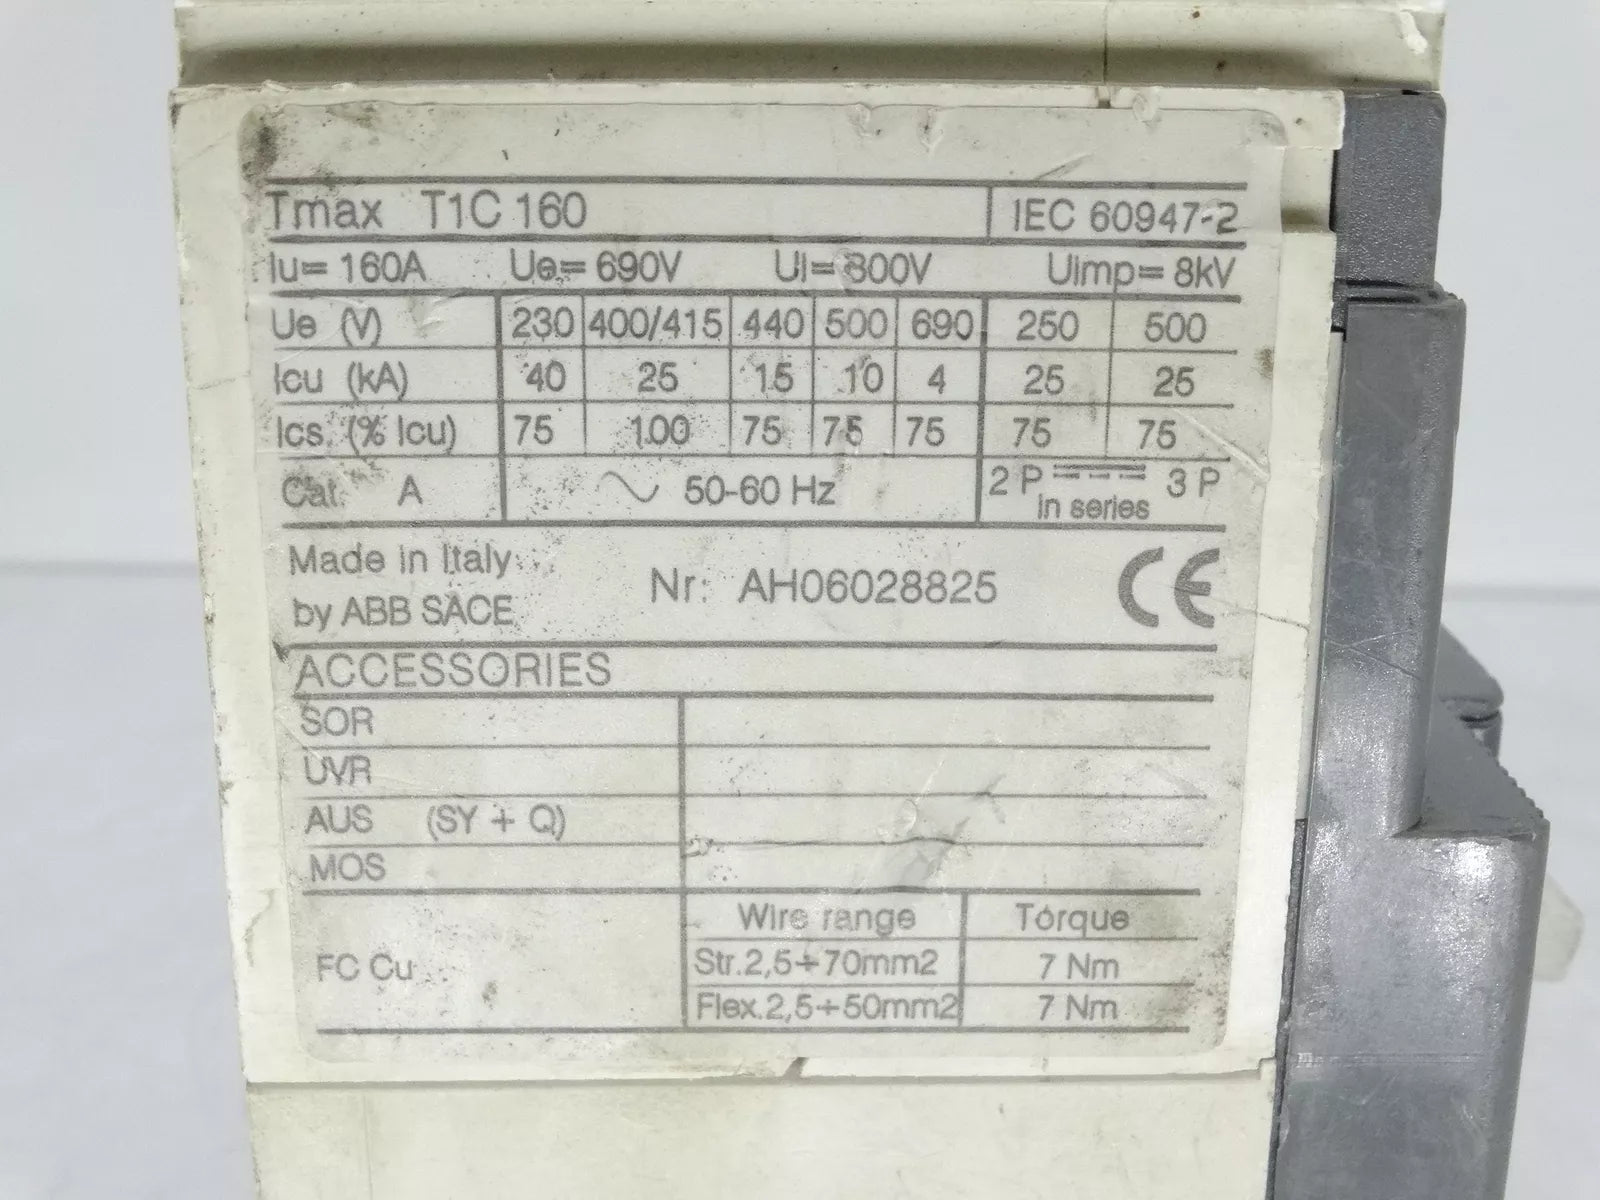 Tmax T1C 160 IEC 60947-2
Iu= 160A Ue= 690V Ui= 800V Uimp= 8kV
Ue (V) 230 400/415 440 500 690 250 500
Icu (kA) 40 25 15 10 4 25 25
Ics (% Icu) 75 100 75 75 75 75 75
Cat. A 50-60 Hz 2 P 3 P
in series
Made in Italy
by ABB SACE
Nr: AH06028825
CE
ACCESSORIES
SOR
UVR
AUS (SY + Q)
MOS
Wire range Torque
FC Cu
Str.2,5÷70mm2 7 Nm
Flex.2,5÷50mm2 7 Nm